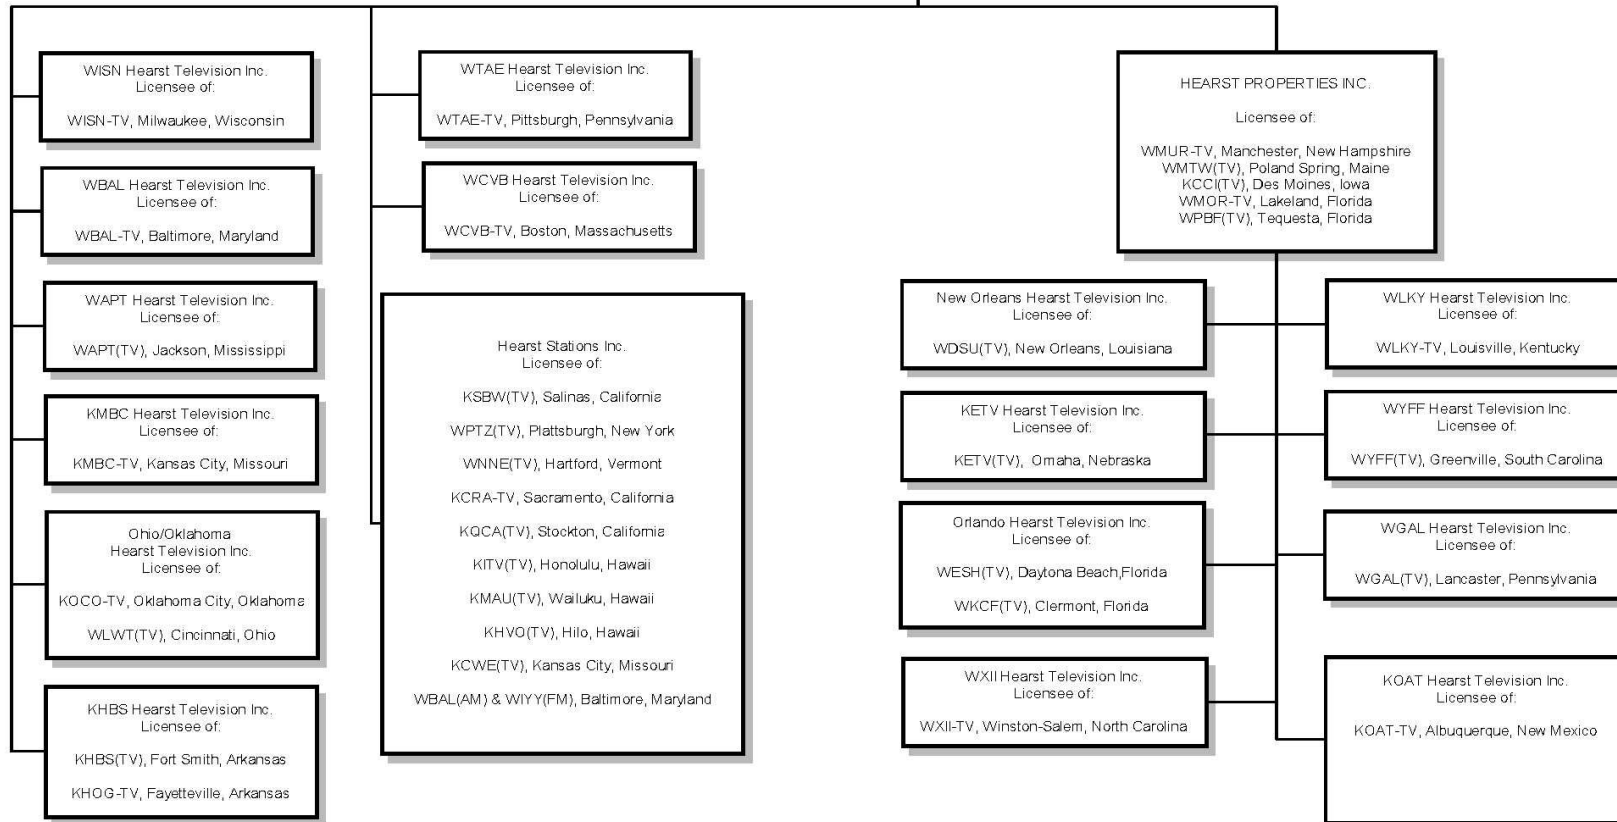 WISN Hearst Television Inc.
Licensee of:
WISN-TV, Milwaukee, Wisconsin
WBAL Hearst Television Inc.
Licensee of:
WBAL-TV, Baltimore, Maryland
WAPT Hearst Television Inc.
Licensee of:
WAPT(TV), Jackson, Mississippi
KMBC Hearst Television Inc.
Licensee of:
KMBC-TV, Kansas City, Missouri
Ohio/Oklahoma
Hearst Television Inc.
Licensee of:
KOCO-TV, Oklahoma City, Oklahoma
WLWT(TV), Cincinnati, Ohio
KHBS Hearst Television Inc.
Licensee of:
KHBS(TV), Fort Smith, Arkansas
KHOG-TV, Fayetteville, Arkansas
WTAE Hearst Television Inc.
Licensee of:
WTAE-TV, Pittsburgh, Pennsylvania
WCVB Hearst Television Inc.
Licensee of:
WCVB-TV, Boston, Massachusetts
Hearst Stations Inc.
Licensee of:
KSBW(TV), Salinas, California
WPTZ(TV), Plattsburgh, New York
WNNE(TV), Hartford, Vermont
KCRA-TV, Sacramento, California
KQCA(TV), Stockton, California
KITV(TV), Honolulu, Hawaii
KMAU(TV), Wailuku, Hawaii
KHVO(TV), Hilo, Hawaii
KCWE(TV), Kansas City, Missouri
WBAL(AM) & WIYY(FM), Baltimore, Maryland
HEARST PROPERTIES INC.
Licensee of:
WMUR-TV, Manchester, New Hampshire
WMTW(TV), Poland Spring, Maine
KCCI(TV), Des Moines, Iowa
WMOR-TV, Lakeland, Florida
WPBF(TV), Tequesta, Florida
New Orleans Hearst Television Inc.
Licensee of:
WDSU(TV), New Orleans, Louisiana
KETV Hearst Television Inc.
Licensee of:
KETV(TV), Omaha, Nebraska
Orlando Hearst Television Inc.
Licensee of:
WESH(TV), Daytona Beach,Florida
WKCF(TV), Clermont, Florida
WXII Hearst Television Inc.
Licensee of:
WXII-TV, Winston-Salem, North Carolina
WLKY Hearst Television Inc.
Licensee of:
WLKY-TV, Louisville, Kentucky
WYFF Hearst Television Inc.
Licensee of:
WYFF(TV), Greenville, South Carolina
WGAL Hearst Television Inc.
Licensee of:
WGAL(TV), Lancaster, Pennsylvania
KOAT Hearst Television Inc.
Licensee of:
KOAT-TV, Albuquerque, New Mexico